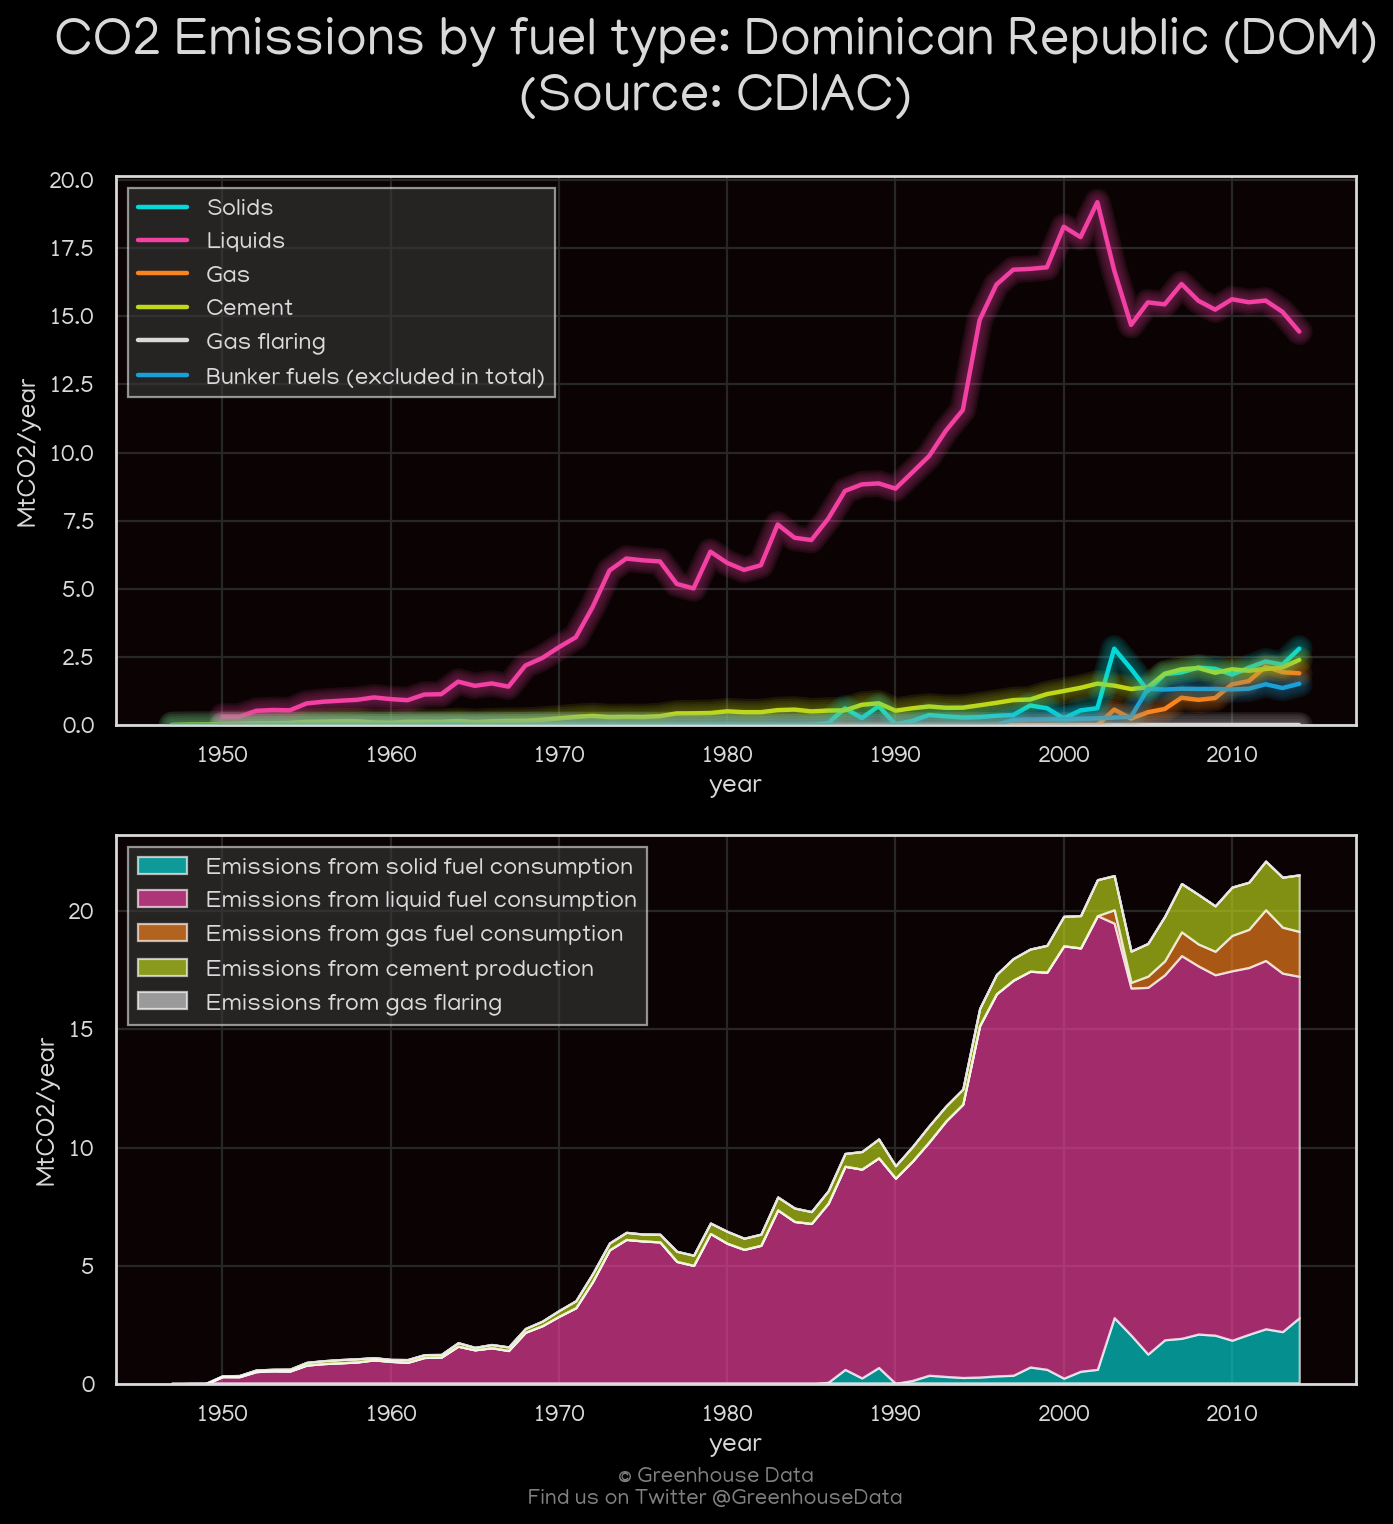 CO2 Emissions by fuel type: Dominican Republic (DOM)
(Source: CDIAC)
20.0
17.5
15.0
12.5
10.0
7.5
5.0
2.5
0.0
MtCO2/year
Solids
Liquids
Gas
Cement
Gas flaring
Bunker fuels (excluded in total)
1950 1960 1970 1980 1990 2000 2010
year
20
15
10
5
0
MtCO2/year
Emissions from solid fuel consumption
Emissions from liquid fuel consumption
Emissions from gas fuel consumption
Emissions from cement production
Emissions from gas flaring
1950 1960 1970 1980 1990 2000 2010
year
© Greenhouse Data
Find us on Twitter @GreenhouseData